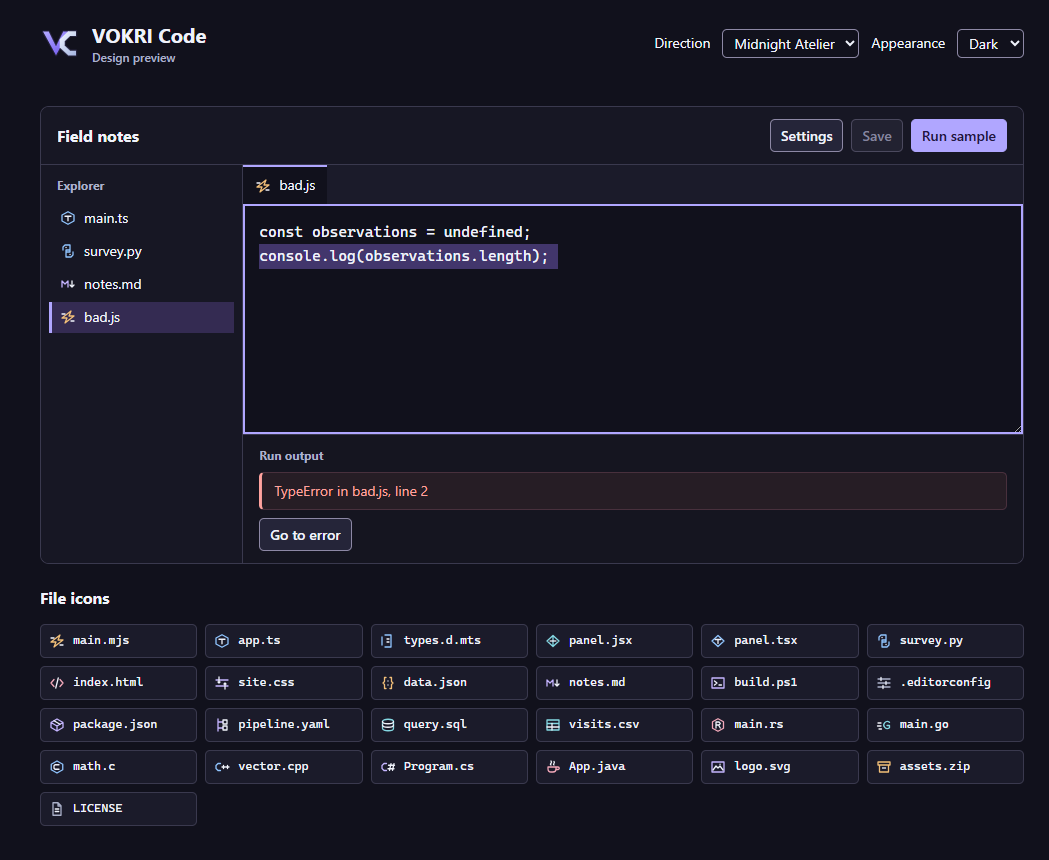 VOKRI Code
Design preview
Direction
Midnight Atelier
Appearance
Dark
Field notes
Settings
Save
Run sample
Explorer
main.ts
survey.py
notes.md
bad.js
bad.js
const observations = undefined;
console.log(observations.length);
Run output
TypeError in bad.js, line 2
Go to error
File icons
main.mjs
app.ts
types.d.mts
panel.jsx
panel.tsx
survey.py
index.html
site.css
data.json
notes.md
build.ps1
.editorconfig
package.json
pipeline.yaml
query.sql
visits.csv
main.rs
main.go
math.c
vector.cpp
Program.cs
App.java
logo.svg
assets.zip
LICENSE